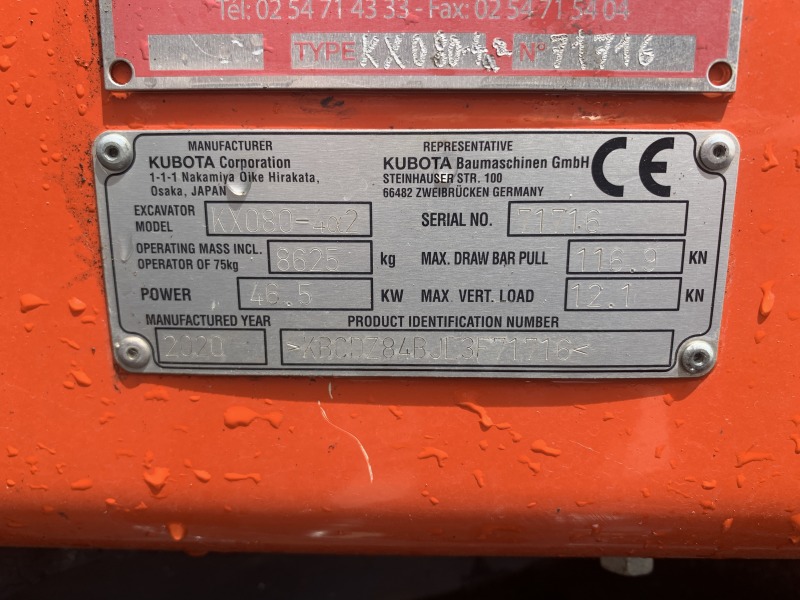 Tél: 02 54 71 43 33 - Fax: 02 54 71 54 04
TYPE KX080-4α2 N° 71716
MANUFACTURER
KUBOTA Corporation
1-1-1 Nakamiya Oike Hirakata,
Osaka, JAPAN
REPRESENTATIVE
KUBOTA Baumaschinen GmbH
STEINHAUSER STR. 100
66482 ZWEIBRÜCKEN GERMANY
CE
EXCAVATOR MODEL KX080-4α2 SERIAL NO. 71716
OPERATING MASS INCL. OPERATOR OF 75kg 8625 kg MAX. DRAW BAR PULL 116.9 KN
POWER 46.5 KW MAX. VERT. LOAD 12.1 KN
MANUFACTURED YEAR PRODUCT IDENTIFICATION NUMBER
2020